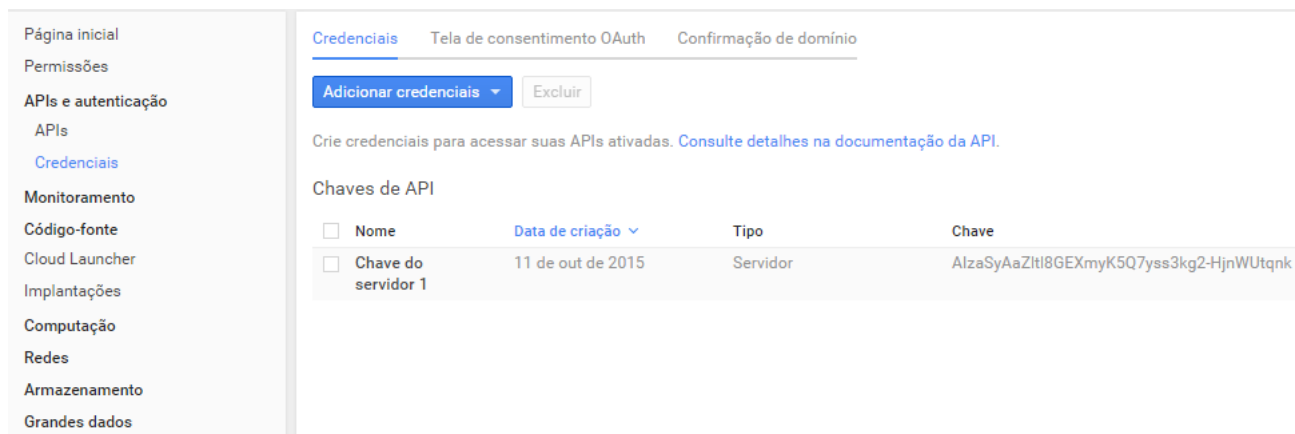 Página inicial
Permissões
APIs e autenticação
APIs
Credenciais
Monitoramento
Código-fonte
Cloud Launcher
Implantações
Computação
Redes
Armazenamento
Grandes dados
Credenciais Tela de consentimento OAuth Confirmação de domínio
Adicionar credenciais Excluir
Crie credenciais para acessar suas APIs ativadas. Consulte detalhes na documentação da API.
Chaves de API
Nome Data de criação Tipo Chave
Chave do 11 de out de 2015 Servidor
servidor 1